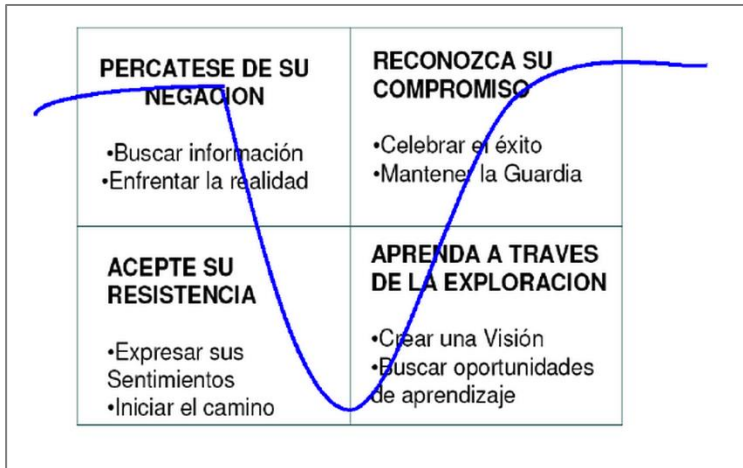 PERCATESE DE SU
NEGACION
•Buscar información
•Enfrentar la realidad
RECONOZCA SU
COMPROMISO
•Celebrar el éxito
•Mantener la Guardia
ACEPTE SU
RESISTENCIA
•Expresar sus
Sentimientos
•Iniciar el camino
APRENDA A TRAVES
DE LA EXPLORACION
•Crear una Visión
•Buscar oportunidades
de aprendizaje